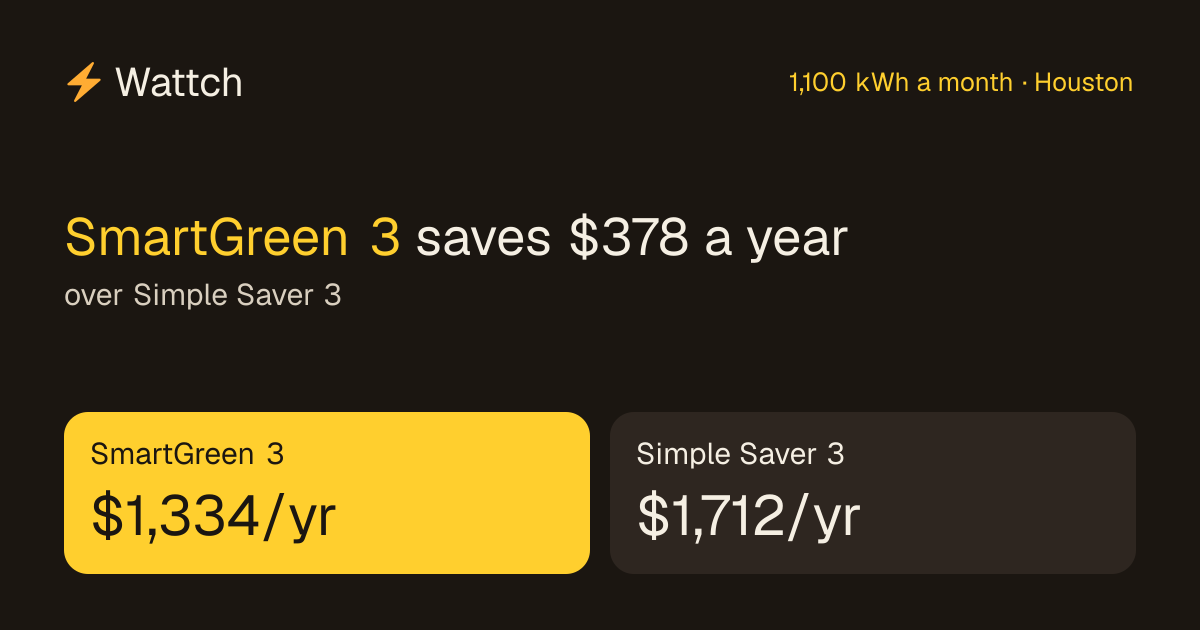 ⚡ Wattch
1,100 kWh a month · Houston
SmartGreen 3 saves $378 a year
over Simple Saver 3
SmartGreen 3
$1,334/yr
Simple Saver 3
$1,712/yr